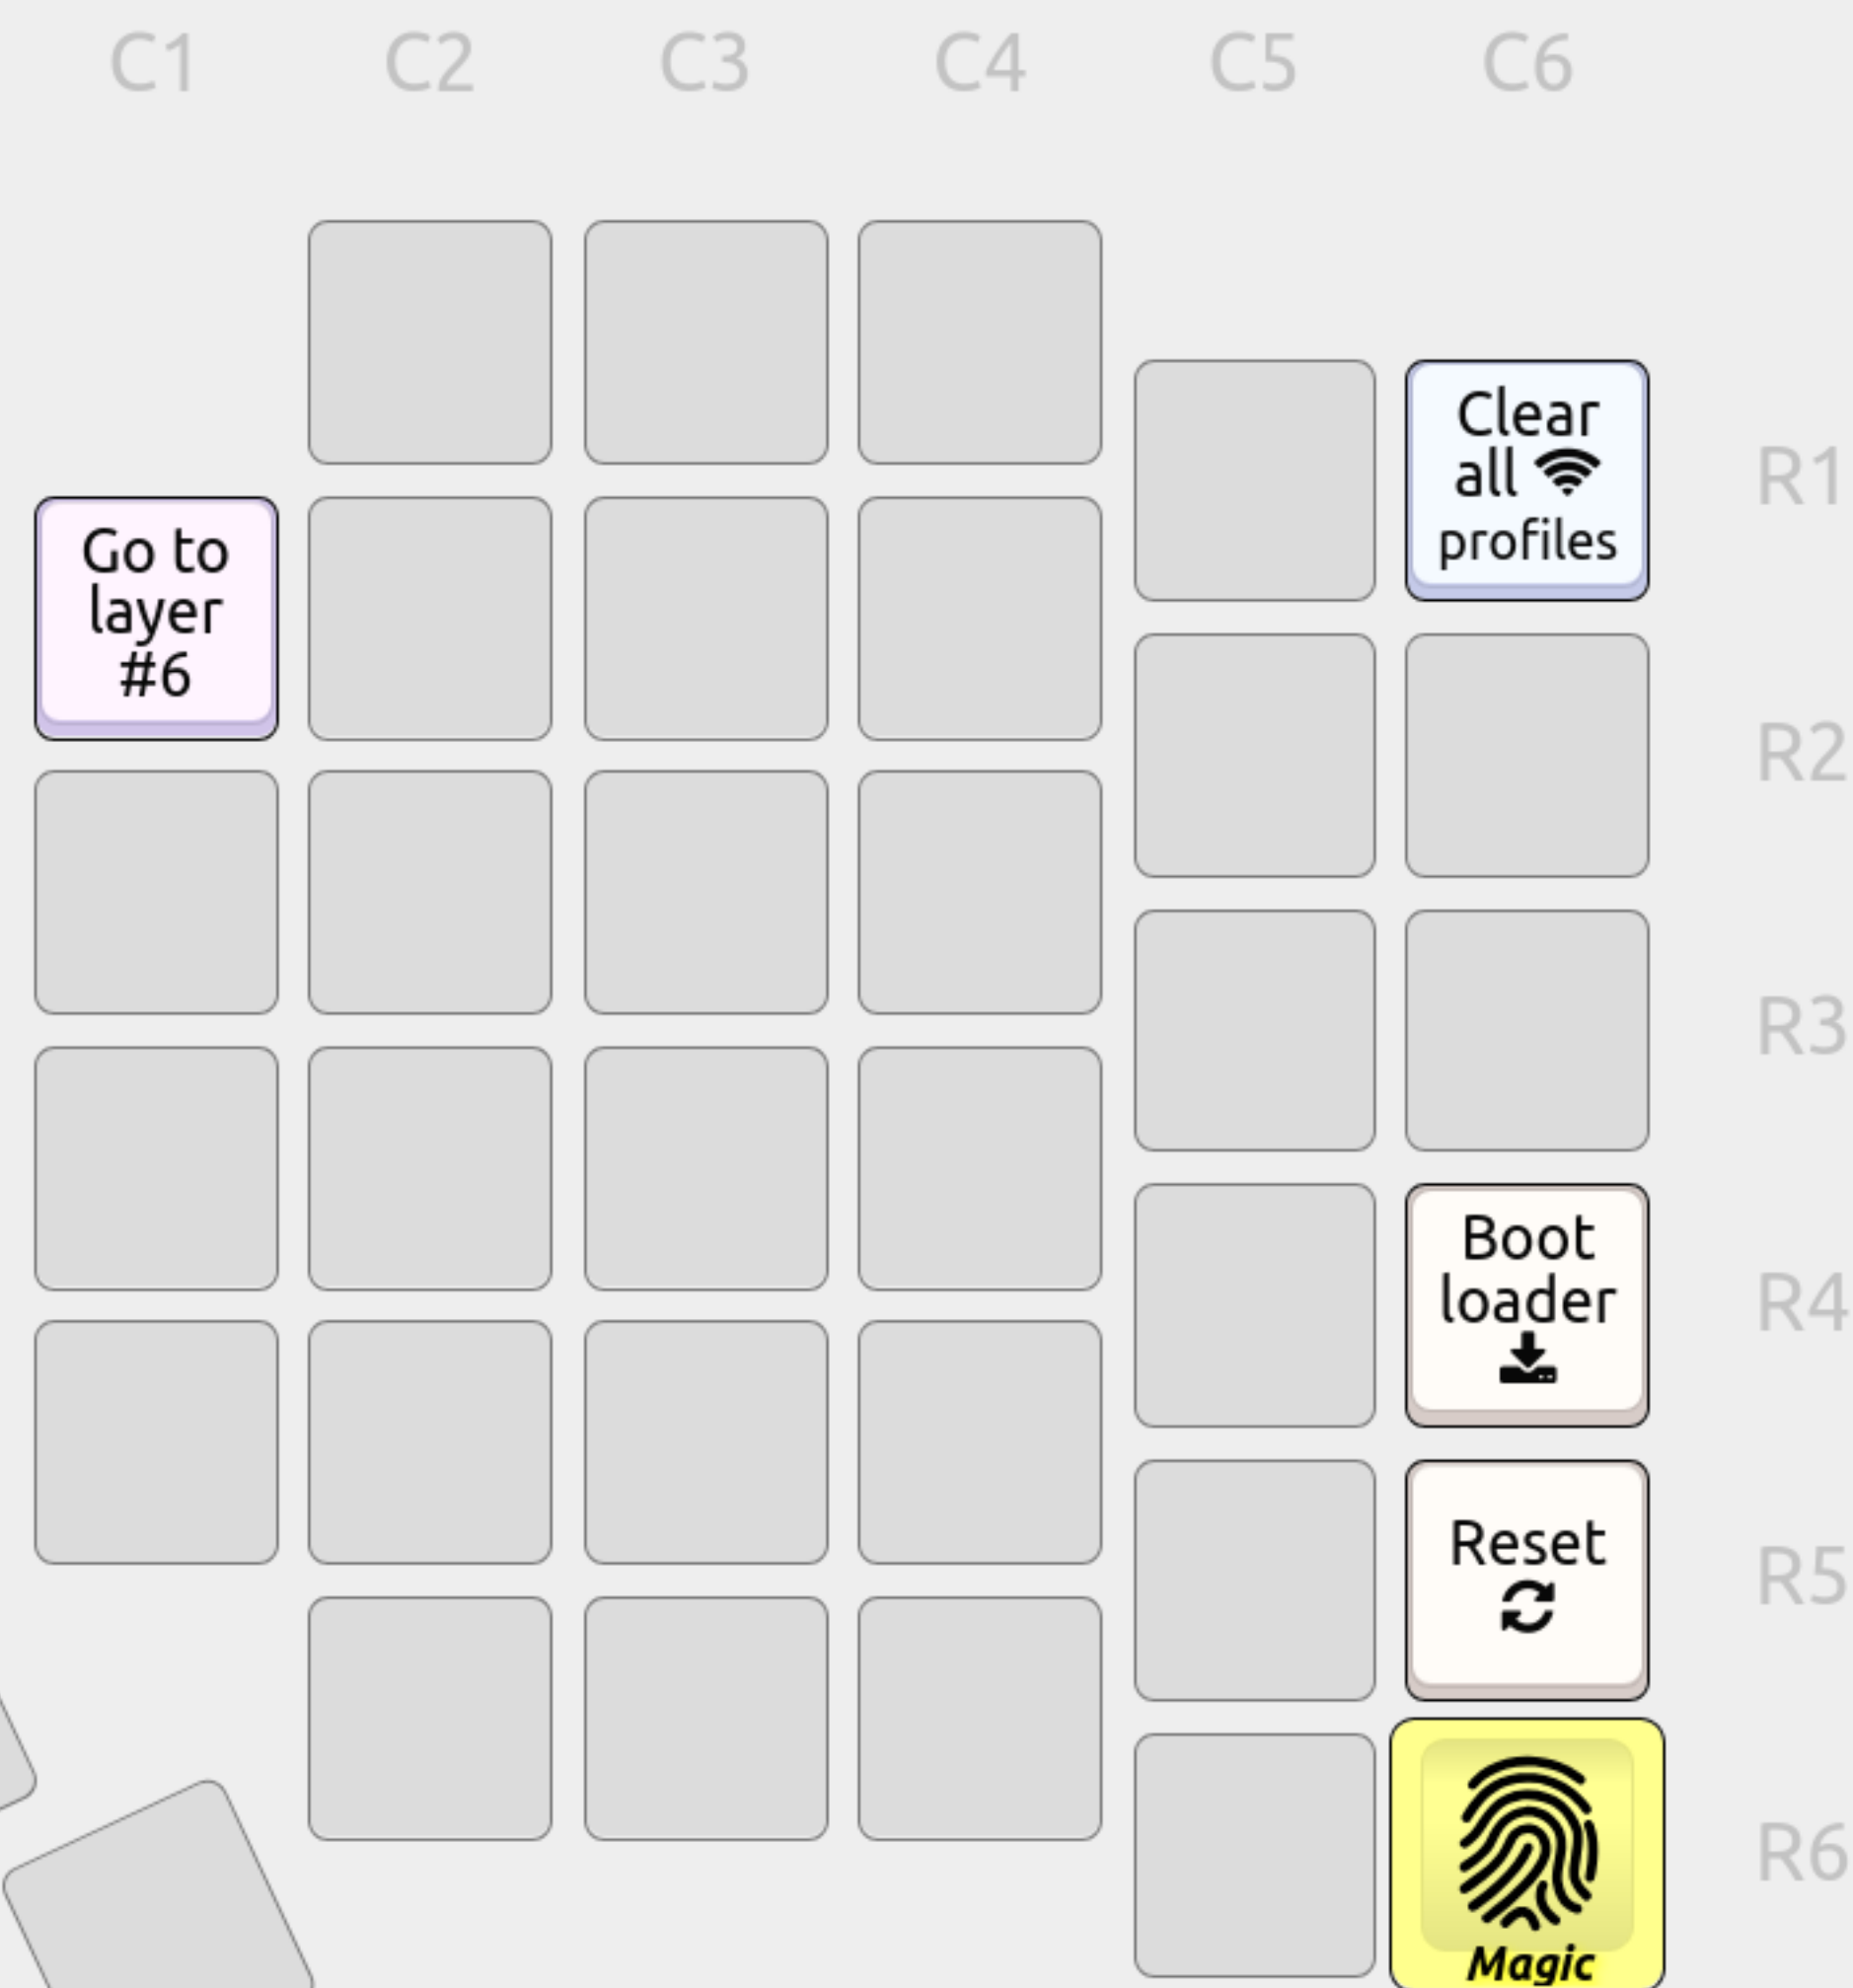 C1 C2 C3 C4 C5 C6
Clear
all
profiles
R1
Go to
layer
#6
R2
R3
Boot
loader
R4
Reset
R5
R6
Magic